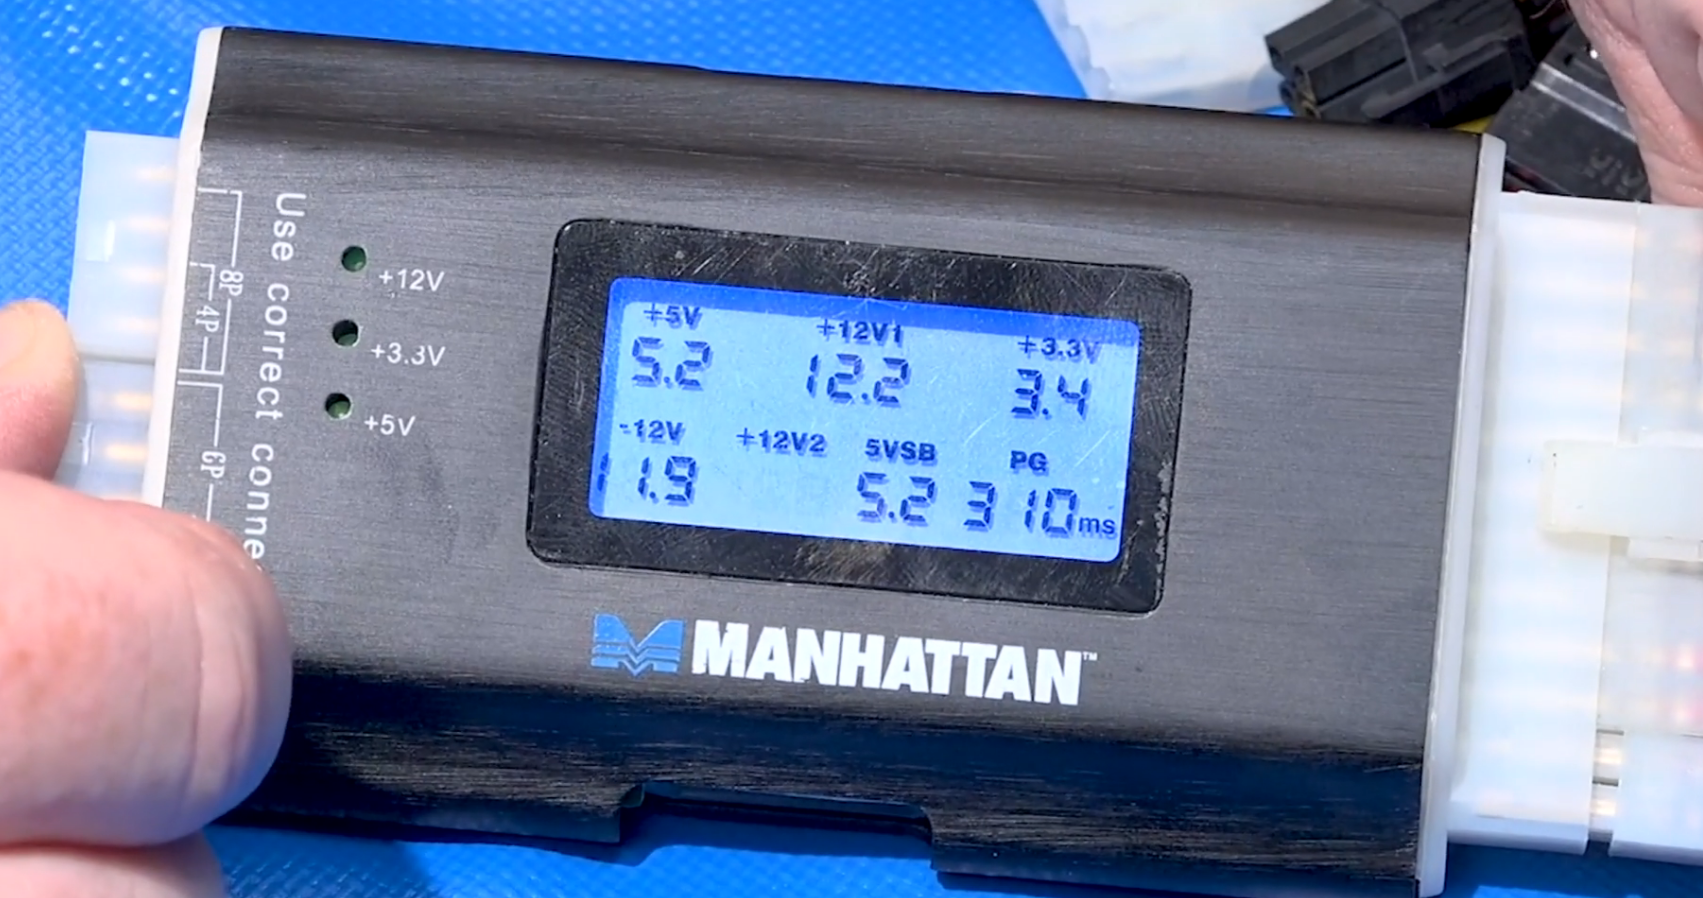 Use correct conne
8P
4P
6P
+12V
+3.3V
+5V
+5V +12V1 +3.3V
5.2 12.2 3.4
-12V +12V2 5VSB PG
11.9 5.2 310ms
MANHATTAN™